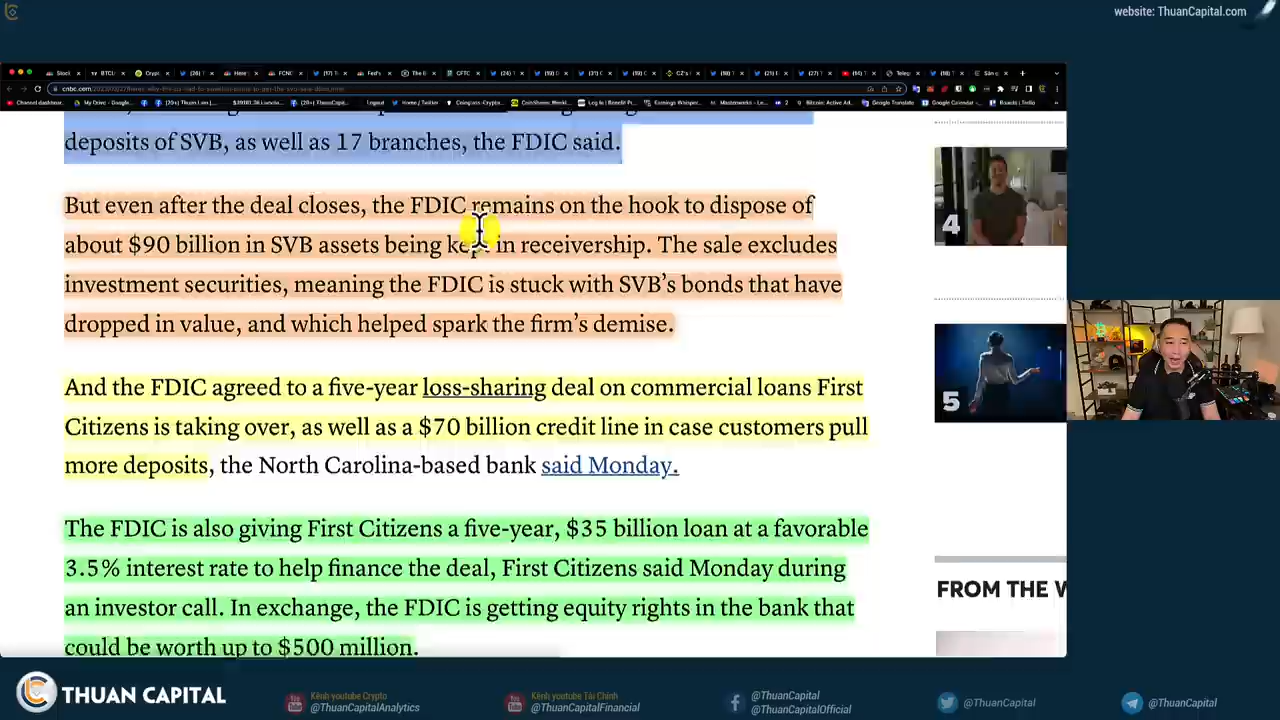 website: ThuanCapital.com
deposits of SVB, as well as 17 branches, the FDIC said.
But even after the deal closes, the FDIC remains on the hook to dispose of
about $90 billion in SVB assets being kept in receivership. The sale excludes
investment securities, meaning the FDIC is stuck with SVB's bonds that have
dropped in value, and which helped spark the firm's demise.
And the FDIC agreed to a five-year loss-sharing deal on commercial loans First
Citizens is taking over, as well as a $70 billion credit line in case customers pull
more deposits, the North Carolina-based bank said Monday.
The FDIC is also giving First Citizens a five-year, $35 billion loan at a favorable
3.5% interest rate to help finance the deal, First Citizens said Monday during
an investor call. In exchange, the FDIC is getting equity rights in the bank that
could be worth up to $500 million.
4
5
FROM THE W
THUAN CAPITAL
Kênh youtube Crypto
@ThuanCapitalAnalytics
Kênh youtube Tài Chính
@ThuanCapitalFinancial
@ThuanCapital
@ThuanCapitalOfficial
@ThuanCapital
@ThuanCapital